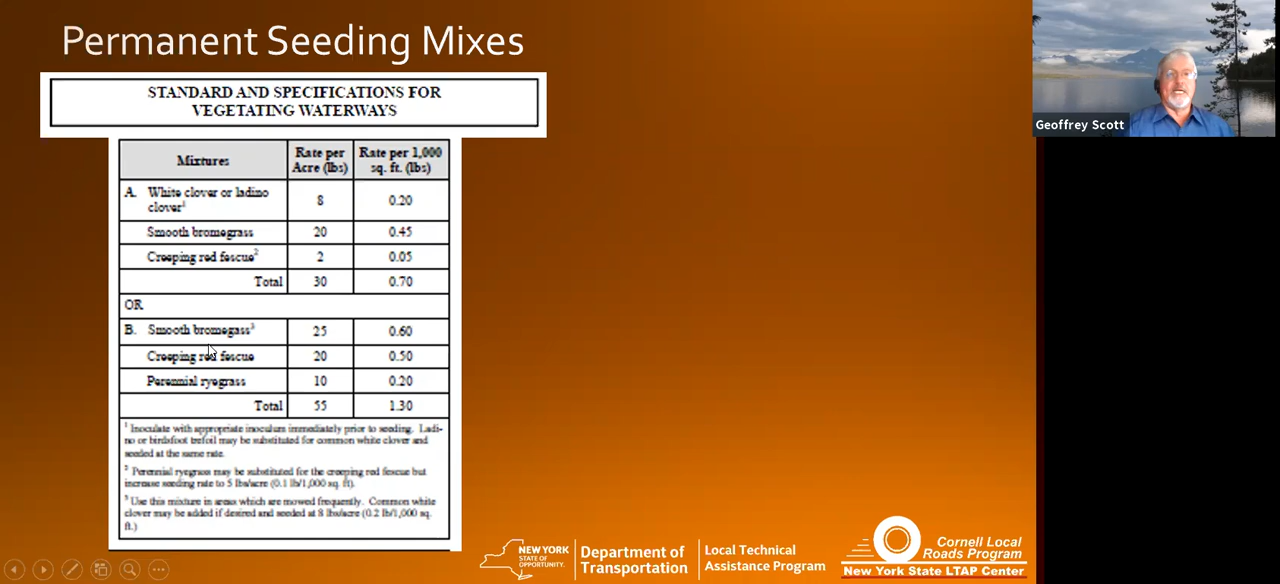 Permanent Seeding Mixes
STANDARD AND SPECIFICATIONS FOR
VEGETATING WATERWAYS
Mixtures
Rate per
Acre (lbs)
Rate per 1,000
sq. ft. (lbs)
A. White clover or ladino
clover¹
8
0.20
Smooth bromegrass
20
0.45
Creeping red fescue²
2
0.05
Total
30
0.70
OR
B. Smooth bromegass³
25
0.60
Creeping red fescue
20
0.50
Perennial ryegrass
10
0.20
Total
55
1.30
¹ Inoculate with appropriate inoculum immediately prior to seeding. Ladi-
no or birdsfoot trefoil may be substituted for common white clover and
seeded at the same rate.
² Perennial ryegrass may be substituted for the creeping red fescue but
increase seeding rate to 5 lbs/acre (0.1 lb/1,000 sq. ft).
³ Use this mixture in areas which are mowed frequently. Common white
clover may be added if desired and seeded at 8 lbs/acre (0.2 lb/1,000 sq.
ft.)
Geoffrey Scott
NEW YORK
STATE OF
OPPORTUNITY.
Department of
Transportation
Local Technical
Assistance Program
Cornell Local
Roads Program
New York State LTAP Center